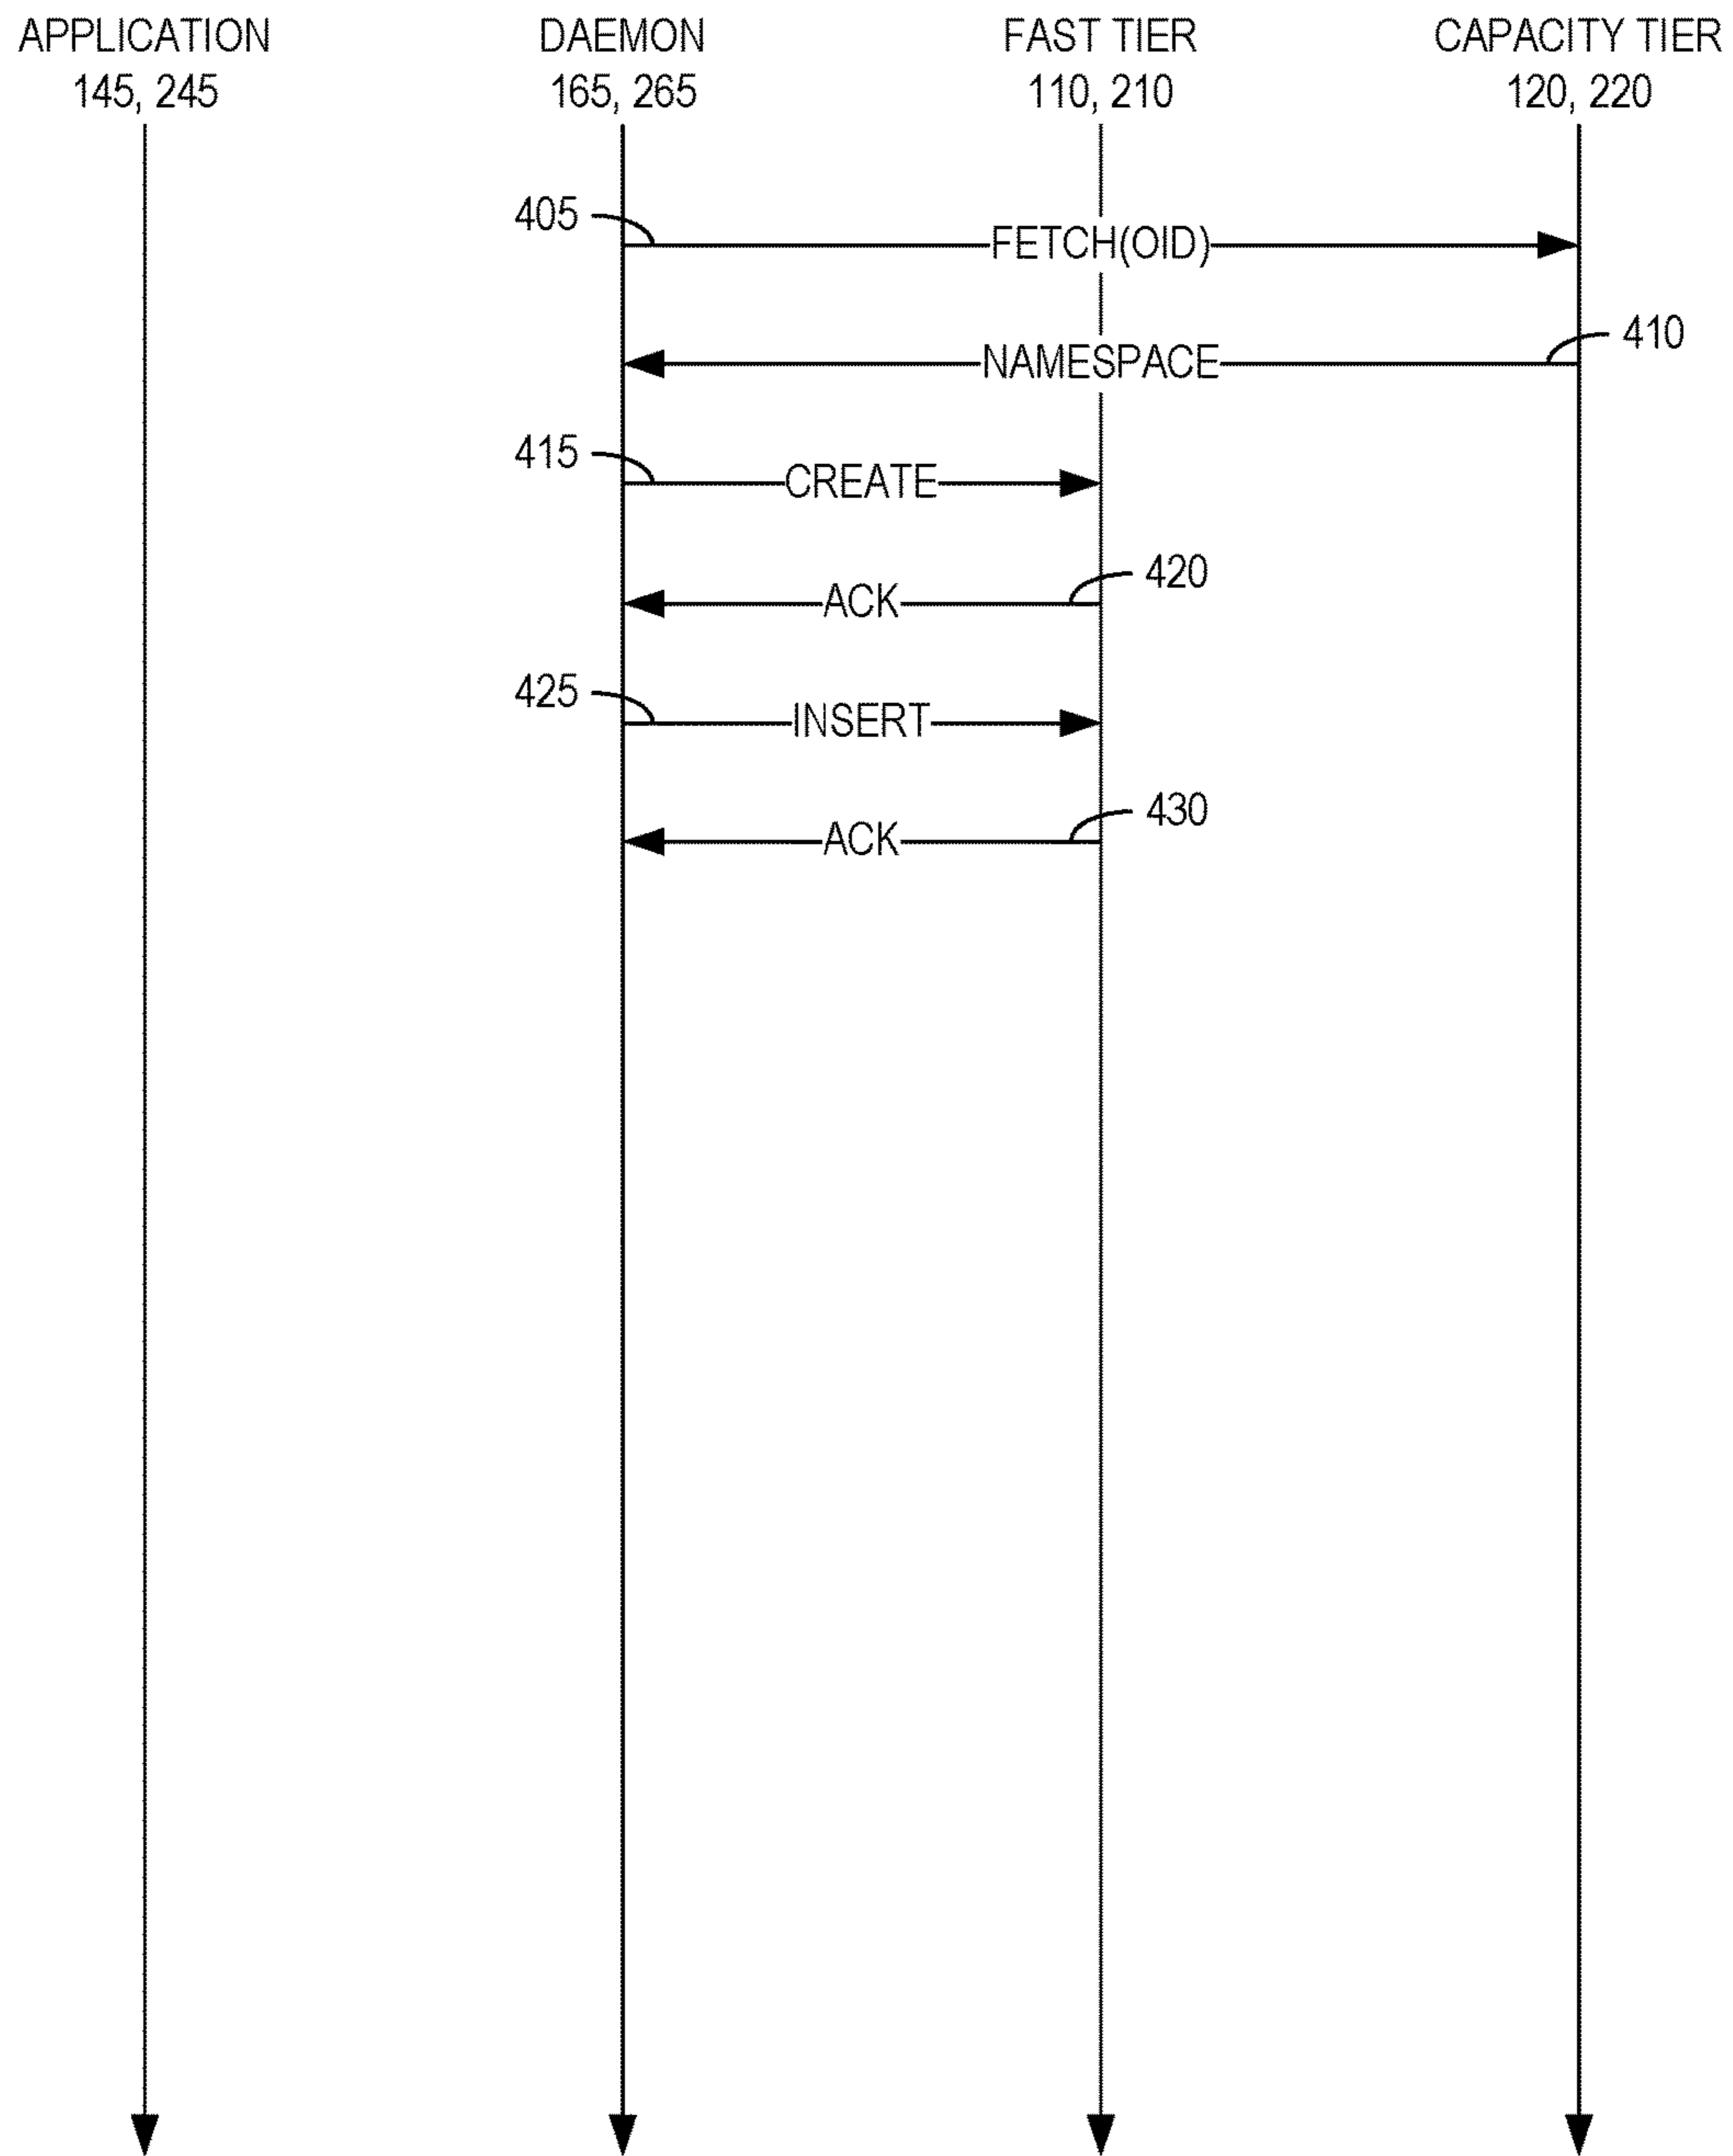 APPLICATION
145, 245
DAEMON
165, 265
FAST TIER
110, 210
CAPACITY TIER
120, 220
405
FETCH(OID)
410
NAMESPACE
415
CREATE
420
ACK
425
INSERT
430
ACK